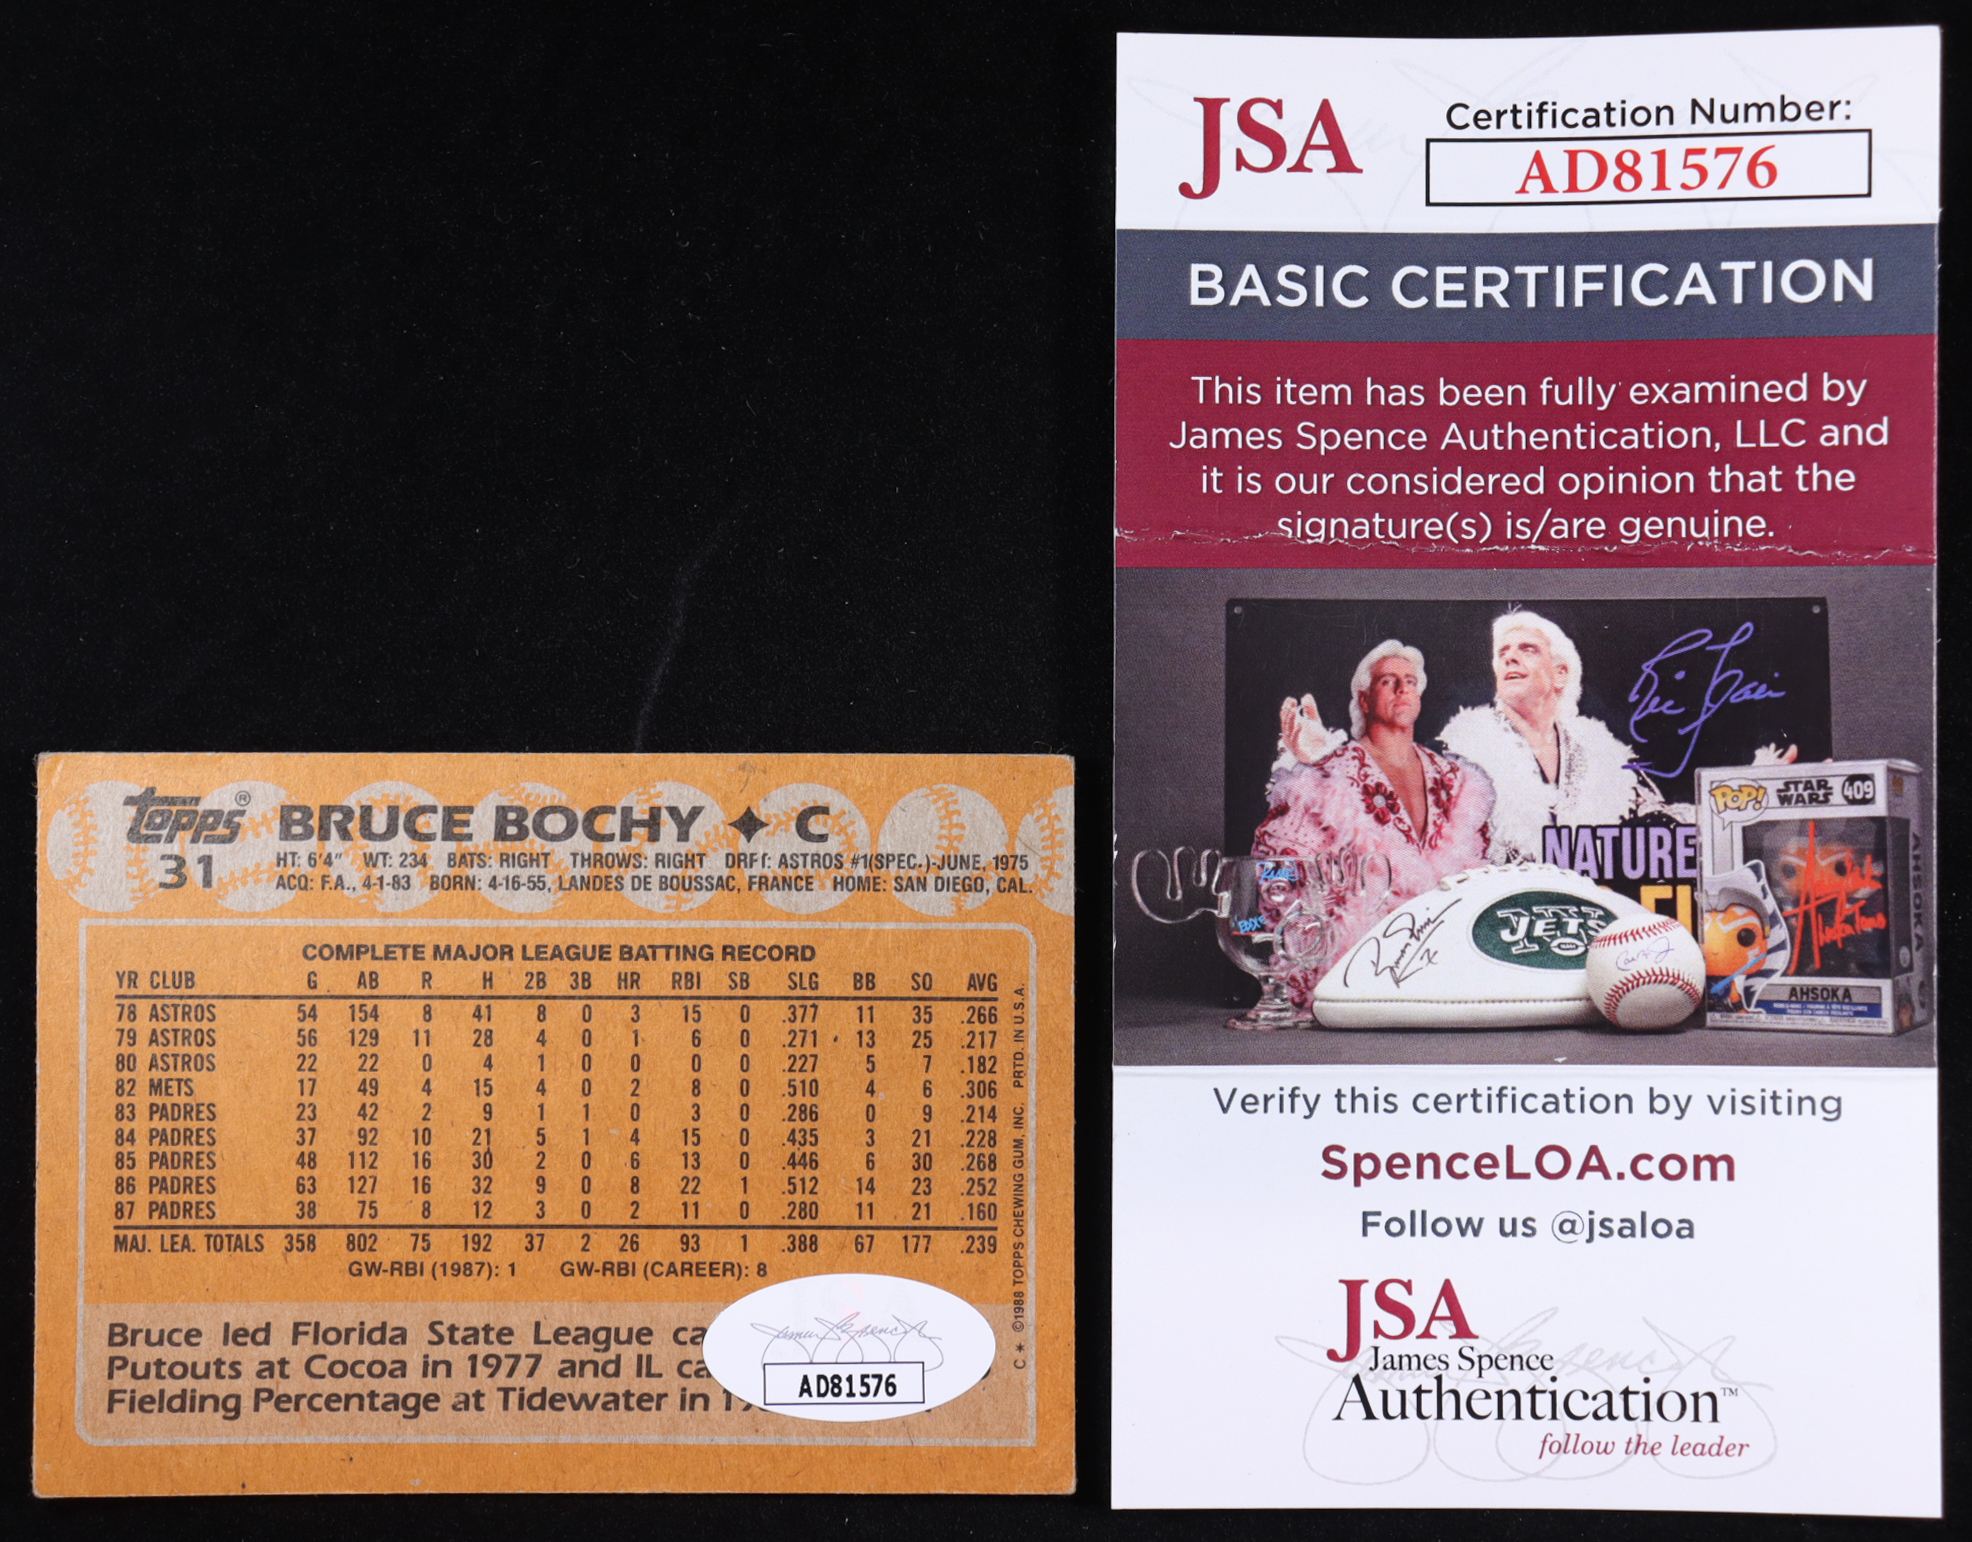 topps®
31
BRUCE BOCHY ✦ C
HT: 6'4" WT: 234 BATS: RIGHT THROWS: RIGHT DRFT: ASTROS #1(SPEC.)-JUNE, 1975
ACQ: F.A., 4-1-83 BORN: 4-16-55, LANDES DE BOUSSAC, FRANCE HOME: SAN DIEGO, CAL.
COMPLETE MAJOR LEAGUE BATTING RECORD
YR CLUB G AB R H 2B 3B HR RBI SB SLG BB SO AVG
78 ASTROS 54 154 8 41 8 0 3 15 0 .377 11 35 .266
79 ASTROS 56 129 11 28 4 0 1 6 0 .271 13 25 .217
80 ASTROS 22 22 0 4 1 0 0 0 0 .227 5 7 .182
82 METS 17 49 4 15 4 0 2 8 0 .510 4 6 .306
83 PADRES 23 42 2 9 1 1 0 3 0 .286 0 9 .214
84 PADRES 37 92 10 21 5 1 4 15 0 .435 3 21 .228
85 PADRES 48 112 16 30 2 0 6 13 0 .446 6 30 .268
86 PADRES 63 127 16 32 9 0 8 22 1 .512 14 23 .252
87 PADRES 38 75 8 12 3 0 2 11 0 .280 11 21 .160
MAJ. LEA. TOTALS 358 802 75 192 37 2 26 93 1 .388 67 177 .239
GW-RBI (1987): 1 GW-RBI (CAREER): 8
Bruce led Florida State League
Putouts at Cocoa in 1977 and IL
Fielding Percentage at Tidewater in
AD81576
C * ©1988 TOPPS CHEWING GUM, INC. PRTD. IN U.S.A.
JSA
Certification Number:
AD81576
BASIC CERTIFICATION
This item has been fully examined by
James Spence Authentication, LLC and
it is our considered opinion that the
signature(s) is/are genuine.
Ric Flair
NATURE
POP!
STAR WARS
409
JETS
AHSOKA
AHSOKA
Verify this certification by visiting
SpenceLOA.com
Follow us @jsaloa
JSA
James Spence
Authentication™
follow the leader